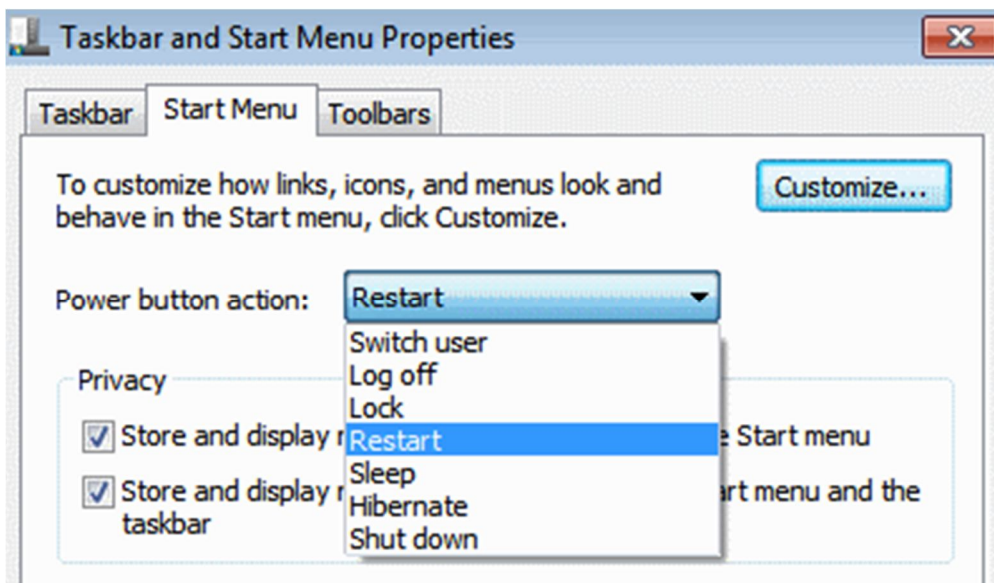 Taskbar and Start Menu Properties
Taskbar Start Menu Toolbars
To customize how links, icons, and menus look and
behave in the Start menu, click Customize.
Customize...
Power button action: Restart
Switch user
Log off
Lock
Restart
Sleep
Hibernate
Shut down
Privacy
Store and display Start menu
Store and display menu and the
taskbar